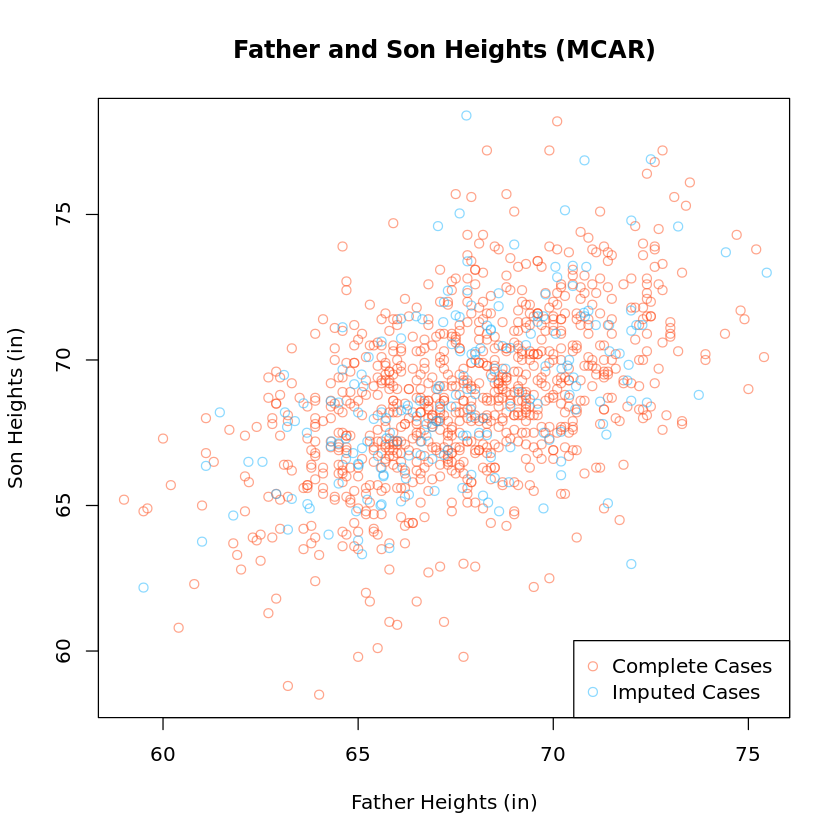 Father and Son Heights (MCAR)
Son Heights (in)
75
70
65
60
60 65 70 75
Father Heights (in)
Complete Cases
Imputed Cases